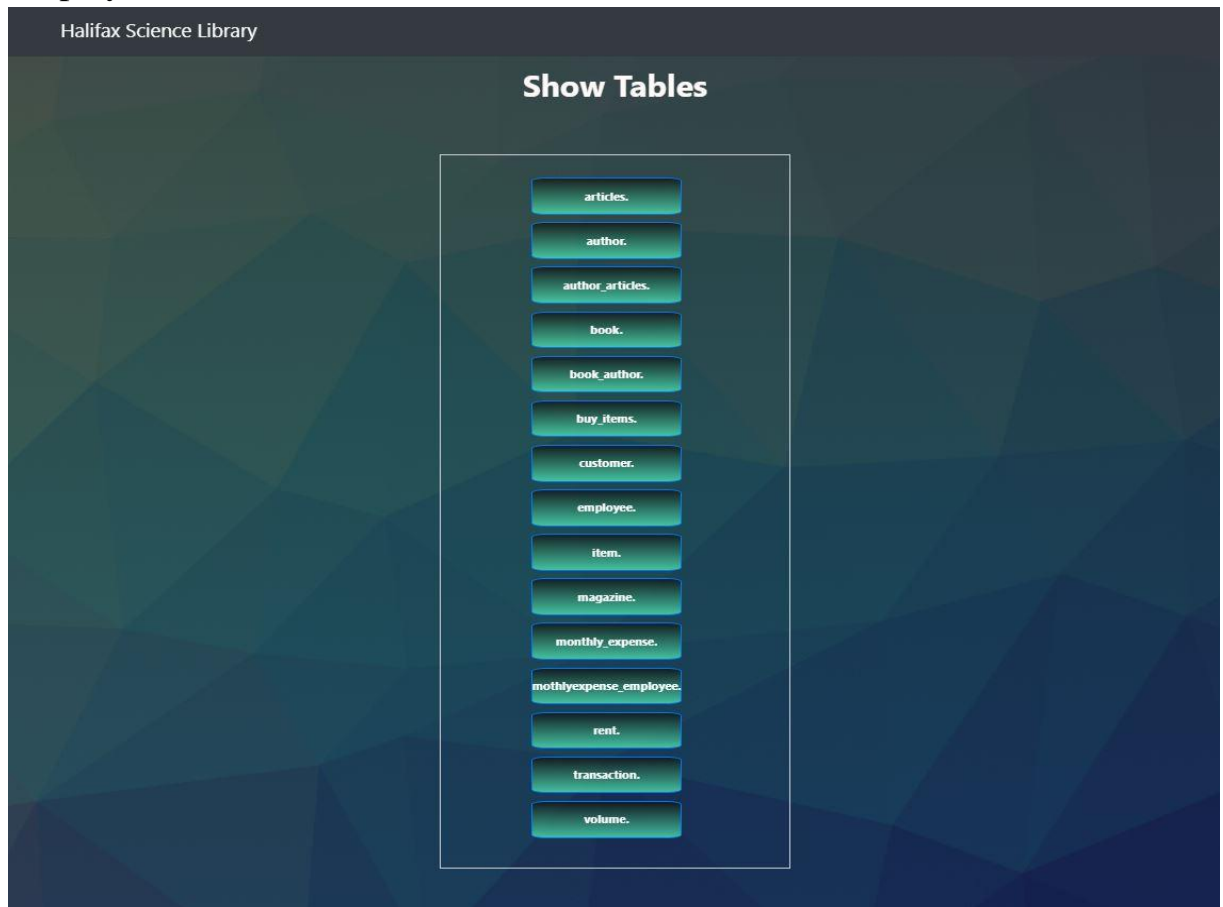 Halifax Science Library
Show Tables
articles.
author.
author_articles.
book.
book_author.
buy_items.
customer.
employee.
item.
magazine.
monthly_expense.
mothlyexpense_employee.
rent.
transaction.
volume.